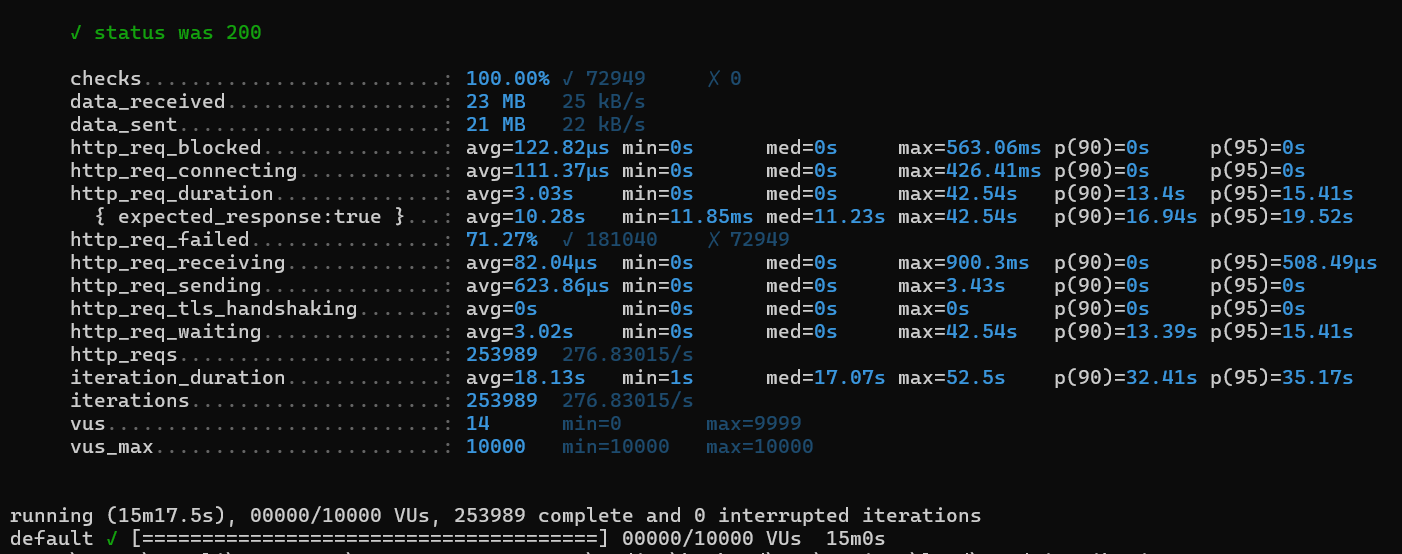 ✓ status was 200
checks.........................: 100.00% ✓ 72949 ✗ 0
data_received..................: 23 MB 25 kB/s
data_sent......................: 21 MB 22 kB/s
http_req_blocked...............: avg=122.82µs min=0s med=0s max=563.06ms p(90)=0s p(95)=0s
http_req_connecting............: avg=111.37µs min=0s med=0s max=426.41ms p(90)=0s p(95)=0s
http_req_duration..............: avg=3.03s min=0s med=0s max=42.54s p(90)=13.4s p(95)=15.41s
{ expected_response:true }...: avg=10.28s min=11.85ms med=11.23s max=42.54s p(90)=16.94s p(95)=19.52s
http_req_failed................: 71.27% ✓ 181040 ✗ 72949
http_req_receiving.............: avg=82.04µs min=0s med=0s max=900.3ms p(90)=0s p(95)=508.49µs
http_req_sending...............: avg=623.86µs min=0s med=0s max=3.43s p(90)=0s p(95)=0s
http_req_tls_handshaking.......: avg=0s min=0s med=0s max=0s p(90)=0s p(95)=0s
http_req_waiting...............: avg=3.02s min=0s med=0s max=42.54s p(90)=13.39s p(95)=15.41s
http_reqs......................: 253989 276.83015/s
iteration_duration.............: avg=18.13s min=1s med=17.07s max=52.5s p(90)=32.41s p(95)=35.17s
iterations.....................: 253989 276.83015/s
vus............................: 14 min=0 max=9999
vus_max........................: 10000 min=10000 max=10000
running (15m17.5s), 00000/10000 VUs, 253989 complete and 0 interrupted iterations
default ✓ [======================================] 00000/10000 VUs 15m0s